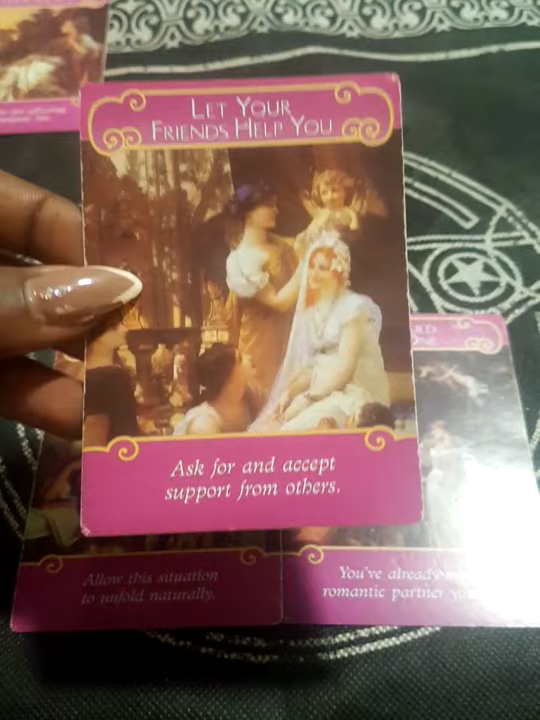 LET YOUR
FRIENDS HELP YOU
Ask for and accept
support from others.
Allow this situation
to unfold naturally.
You've already
romantic partner